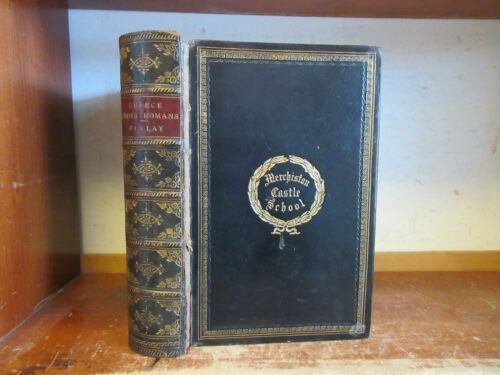 GREECE
UNDER ROMANS
FINLAY
Merchiston
Castle
School